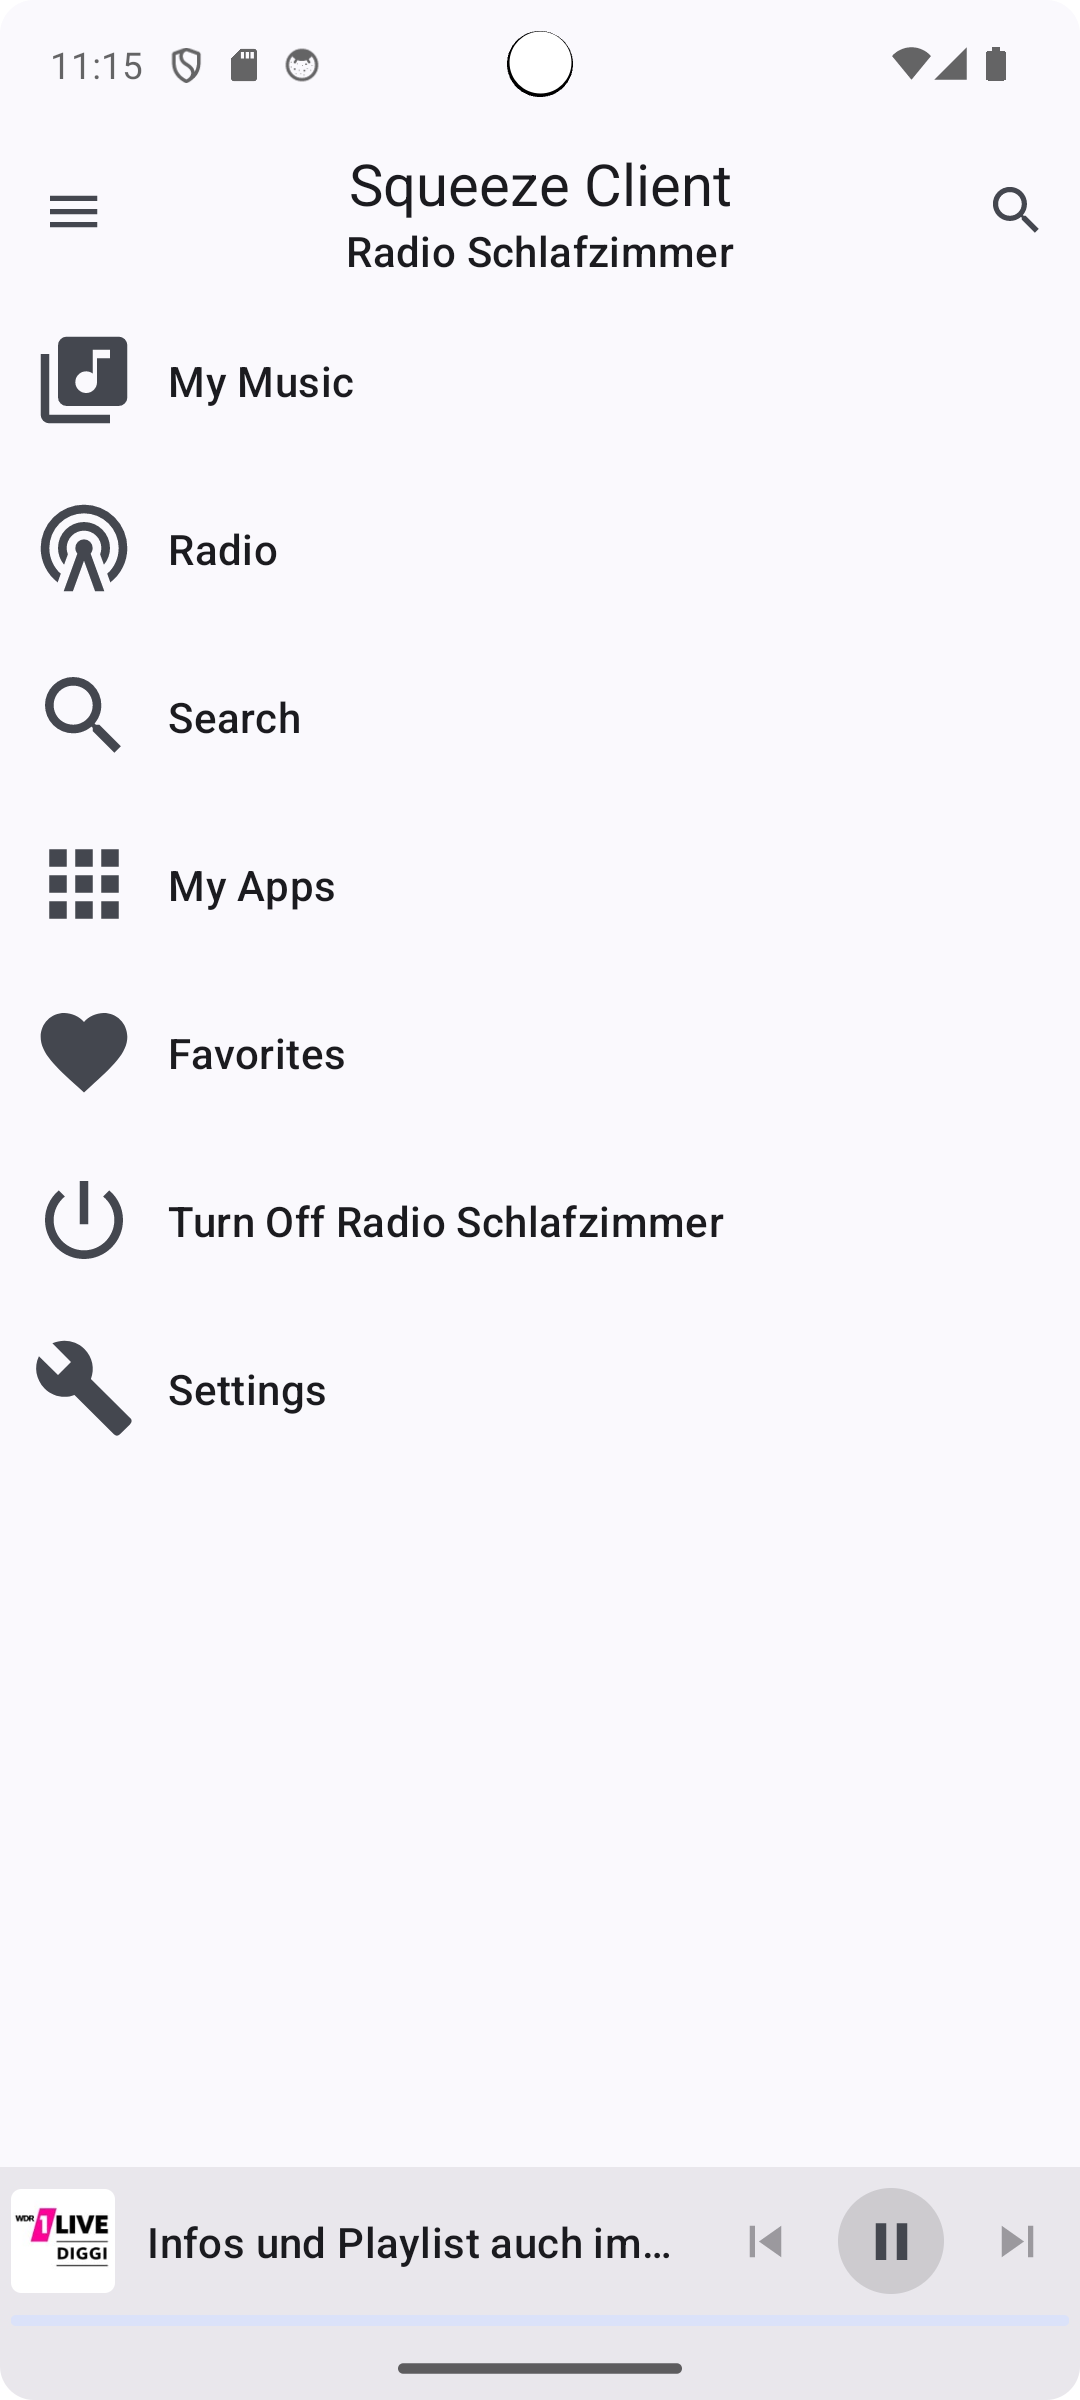 11:15
Squeeze Client
Radio Schlafzimmer
My Music
Radio
Search
My Apps
Favorites
Turn Off Radio Schlafzimmer
Settings
WDR 1LIVE
DIGGI
Infos und Playlist auch im...